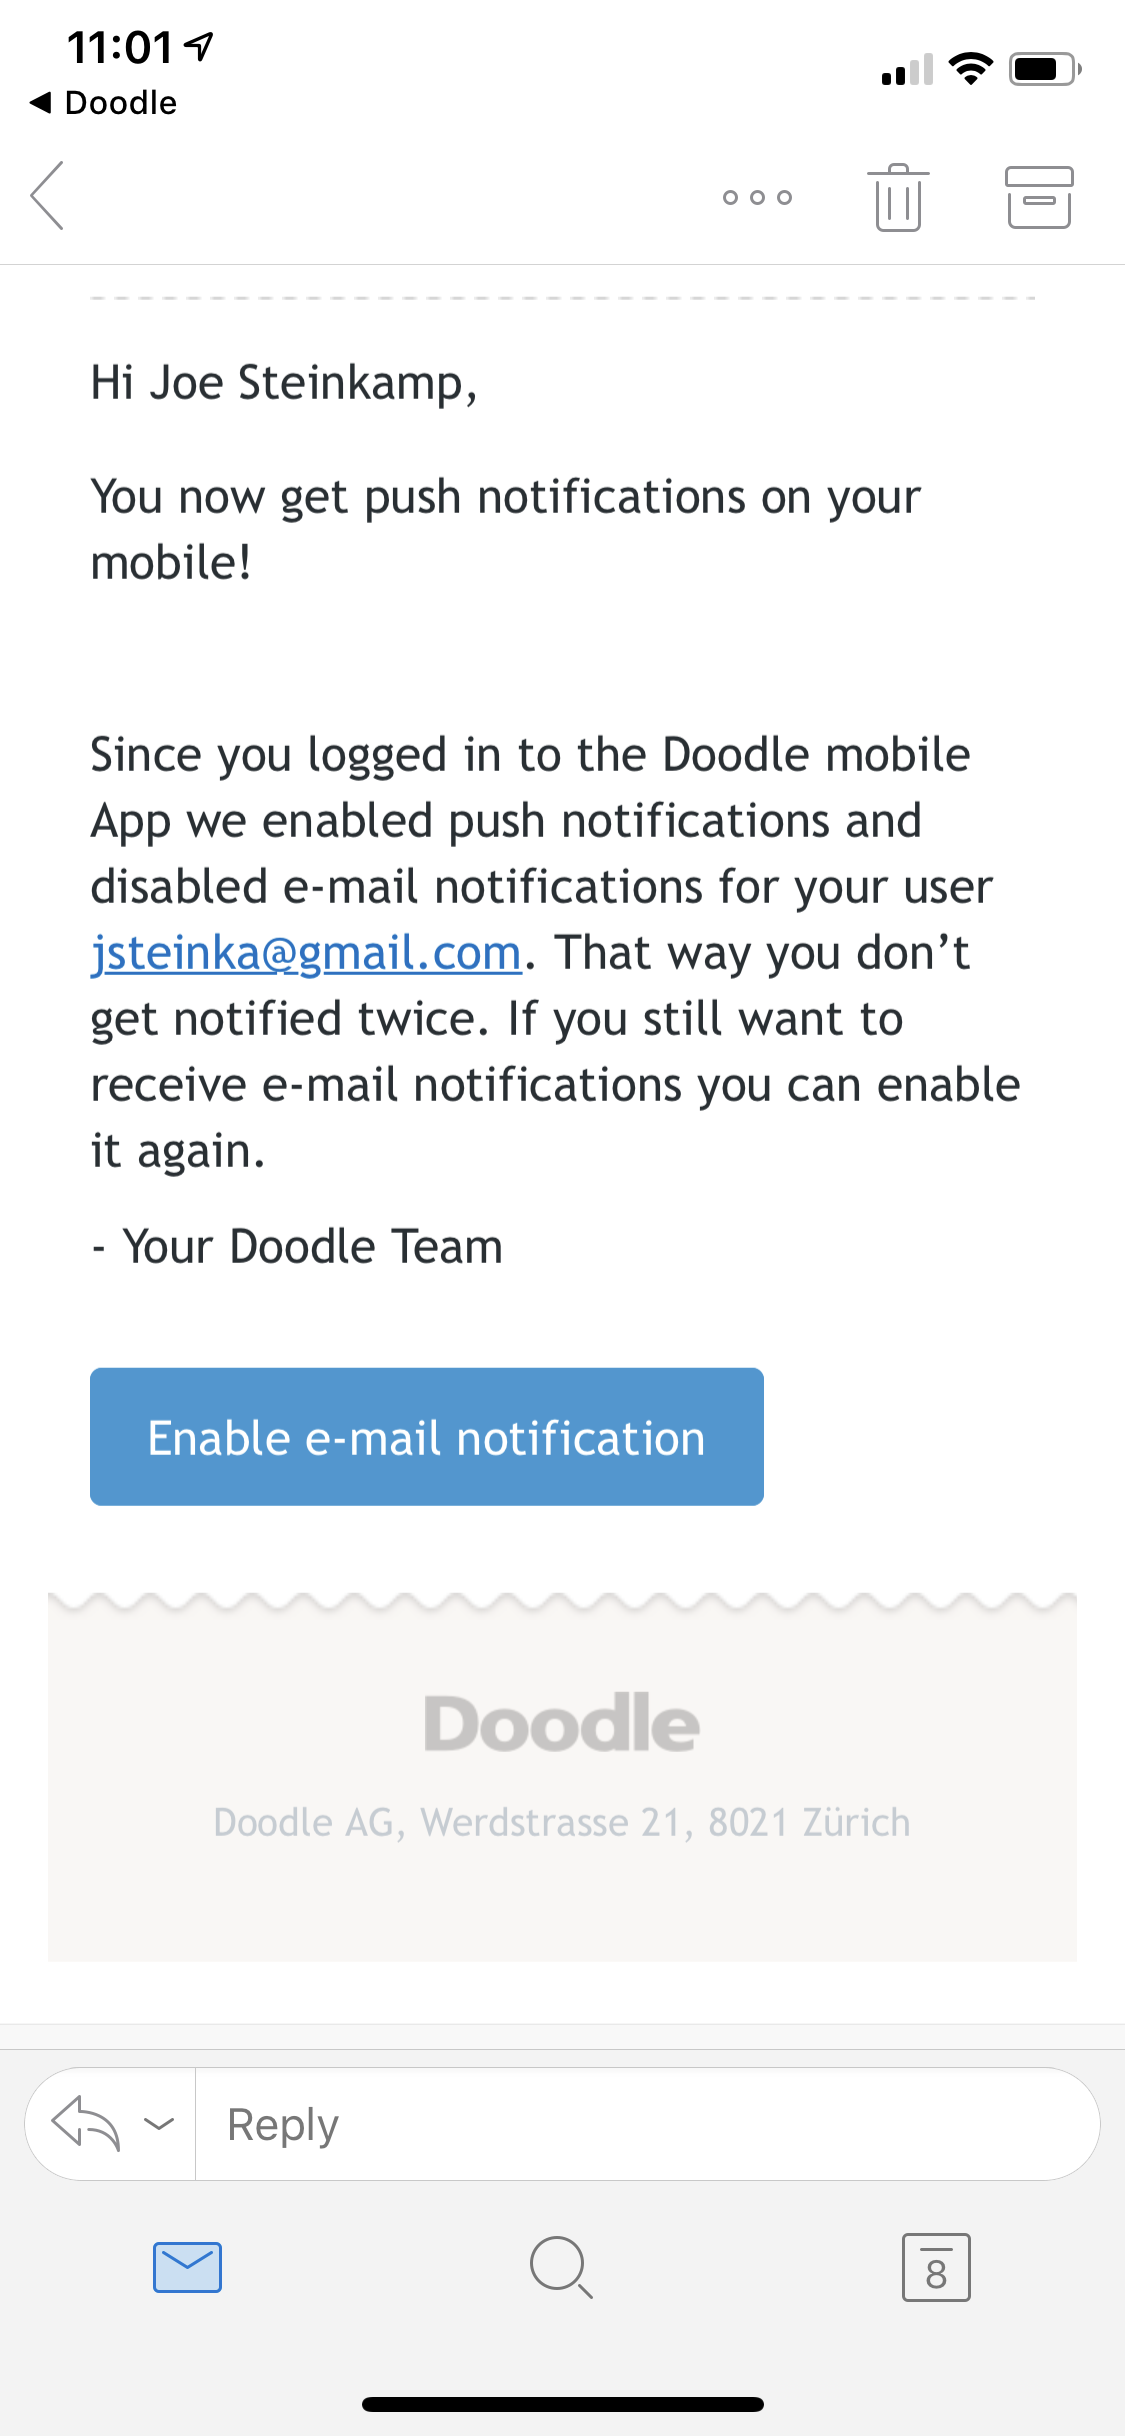 11:01
Doodle
Hi Joe Steinkamp,
You now get push notifications on your
mobile!
Since you logged in to the Doodle mobile
App we enabled push notifications and
disabled e-mail notifications for your user
jsteinka@gmail.com. That way you don’t
get notified twice. If you still want to
receive e-mail notifications you can enable
it again.
- Your Doodle Team
Enable e-mail notification
Doodle
Doodle AG, Werdstrasse 21, 8021 Zürich
Reply
8